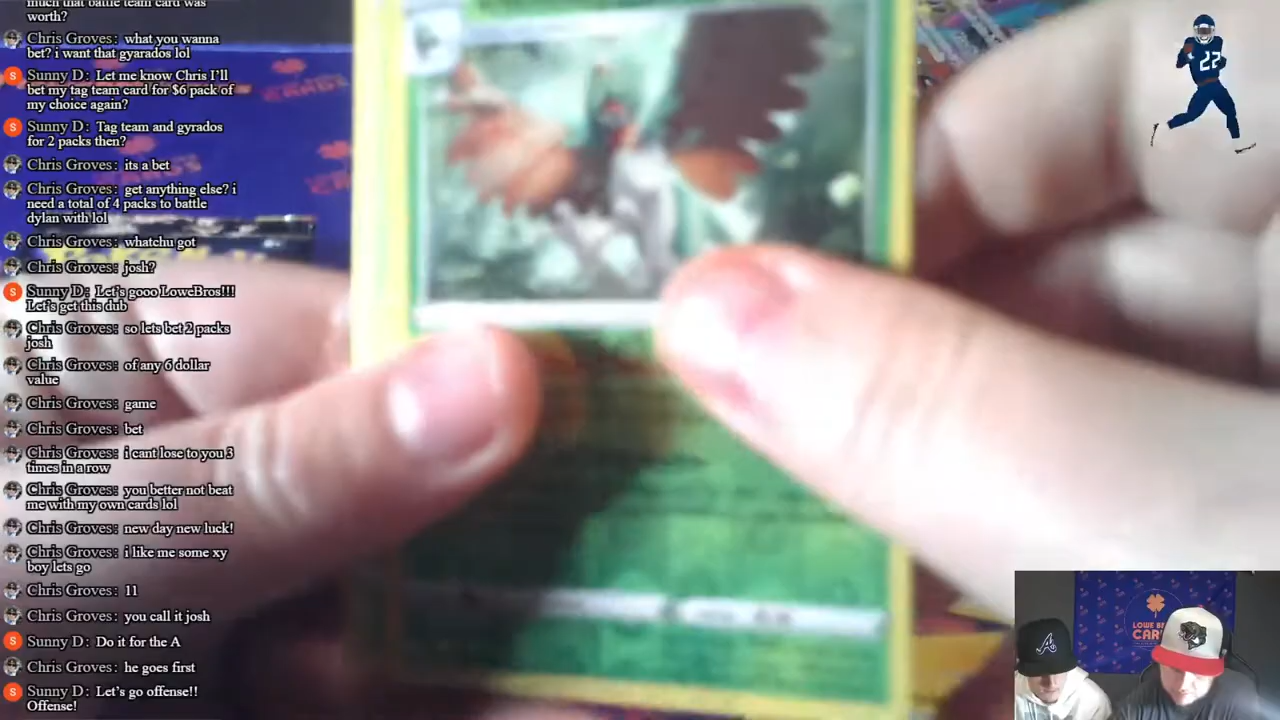 much that battle team card was
worth?
Chris Groves: what you wanna
bet? i want that gyarados lol
Sunny D: Let me know Chris I'll
bet my tag team card for $6 pack of
my choice again?
Sunny D: Tag team and gyrados
for 2 packs then?
Chris Groves: its a bet
Chris Groves: get anything else? i
need a total of 4 packs to battle
dylan with lol
Chris Groves: whatchu got
Chris Groves: josh?
Sunny D: Let's gooo LoweBros!!!
Let's get this dub
Chris Groves: so lets bet 2 packs
josh
Chris Groves: of any 6 dollar
value
Chris Groves: game
Chris Groves: bet
Chris Groves: i cant lose to you 3
times in a row
Chris Groves: you better not beat
me with my own cards lol
Chris Groves: new day new luck!
Chris Groves: i like me some xy
boy lets go
Chris Groves: 11
Chris Groves: you call it josh
Sunny D: Do it for the A
Chris Groves: he goes first
Sunny D: Let's go offense!!
Offense!
22
A